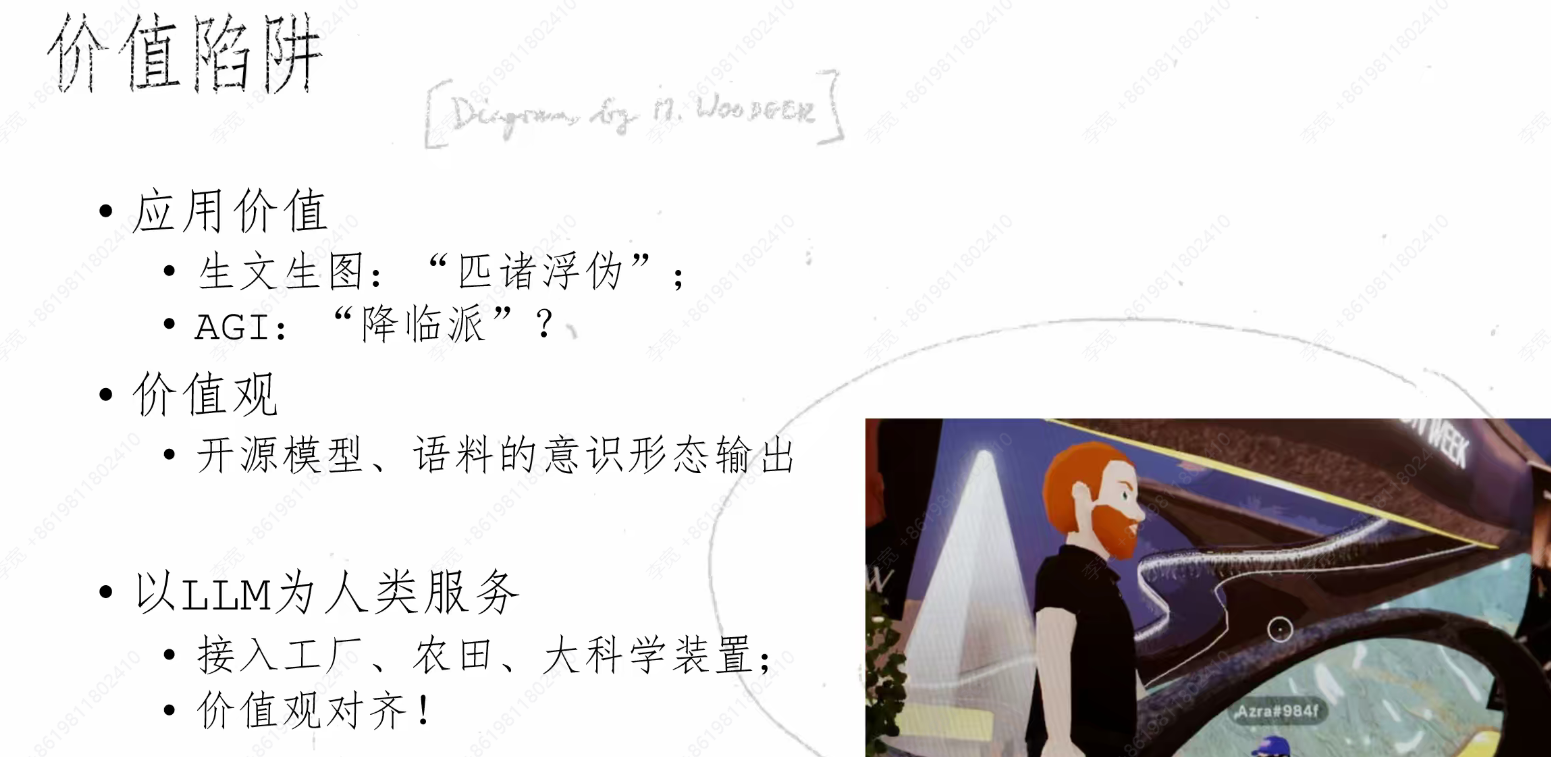 价值陷阱
[Diagrams by M. WOODGER]
• 应用价值
• 生文生图：“匹诸浮伪”；
• AGI：“降临派”？
• 价值观
• 开源模型、语料的意识形态输出
• 以LLM为人类服务
• 接入工厂、农田、大科学装置；
• 价值观对齐！
ON WEEK
W
Azra#984f
李宽 +8619811802410